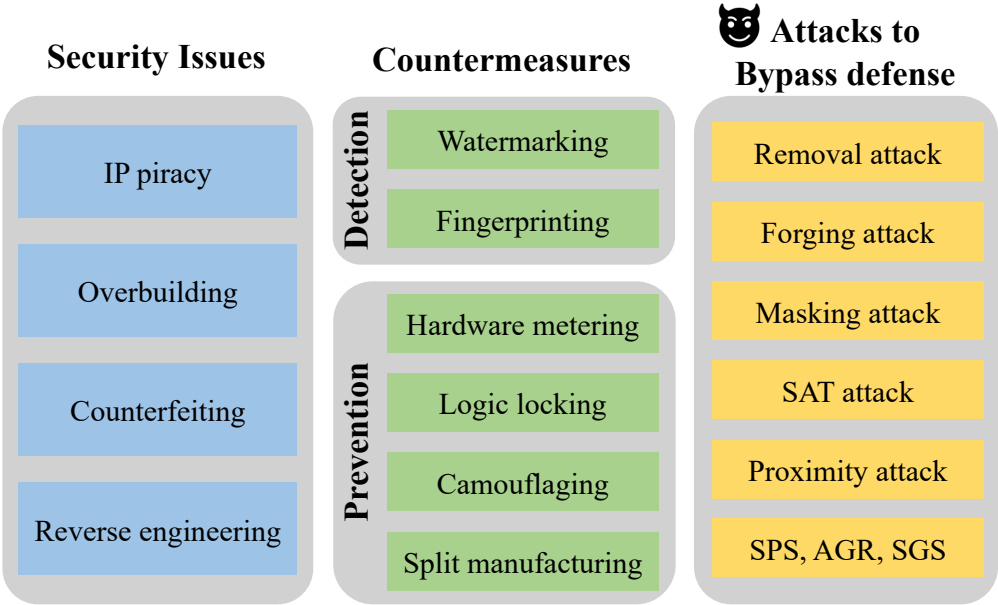 Security Issues
IP piracy
Overbuilding
Counterfeiting
Reverse engineering
Countermeasures
Detection
Watermarking
Fingerprinting
Prevention
Hardware metering
Logic locking
Camouflaging
Split manufacturing
Attacks to
Bypass defense
Removal attack
Forging attack
Masking attack
SAT attack
Proximity attack
SPS, AGR, SGS